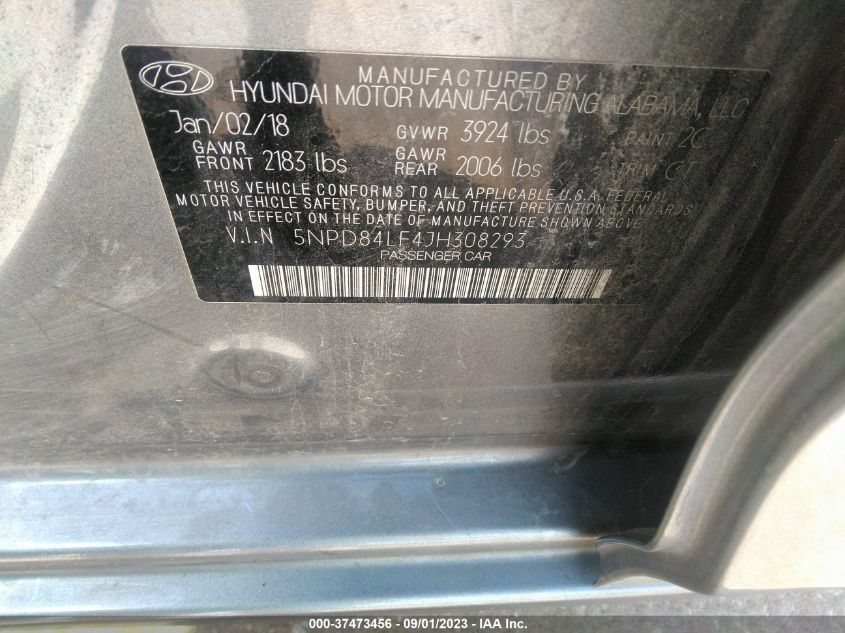 MANUFACTURED BY
HYUNDAI MOTOR MANUFACTURING ALABAMA, LLC
Jan/02/18 GVWR 3924 lbs PAINT 2C
GAWR FRONT 2183 lbs GAWR REAR 2006 lbs TRIM CT
THIS VEHICLE CONFORMS TO ALL APPLICABLE U.S.A. FEDERAL
MOTOR VEHICLE SAFETY, BUMPER, AND THEFT PREVENTION STANDARDS
IN EFFECT ON THE DATE OF MANUFACTURE SHOWN ABOVE
V.I.N 5NPD84LF4JH308293
PASSENGER CAR
10
000-37473456 - 09/01/2023 - IAA Inc.